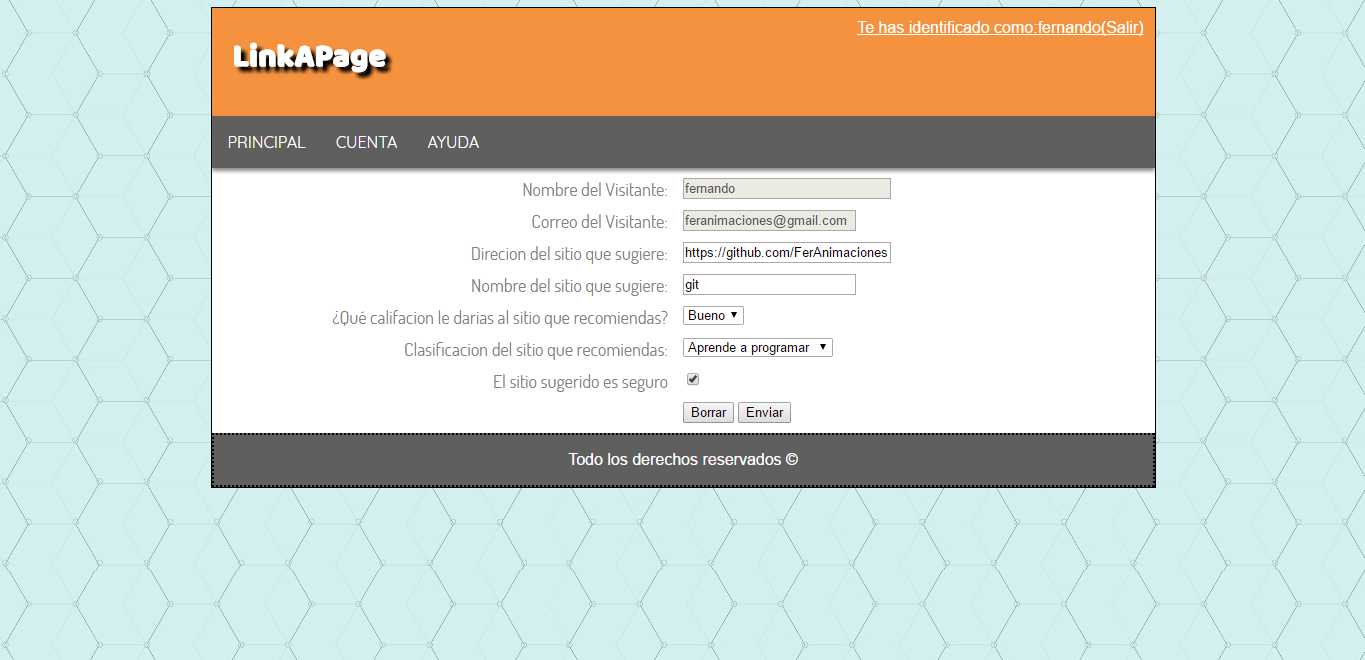 Te has identificado como:fernando(Salir)
LinkAPage
PRINCIPAL CUENTA AYUDA
Nombre del Visitante: fernando
Correo del Visitante: feranimaciones@gmail.com
Direcion del sitio que sugiere: https://github.com/FerAnimaciones
Nombre del sitio que sugiere: git
¿Qué califacion le darias al sitio que recomiendas? Bueno
Clasificacion del sitio que recomiendas: Aprende a programar
El sitio sugerido es seguro
Borrar Enviar
Todo los derechos reservados ©